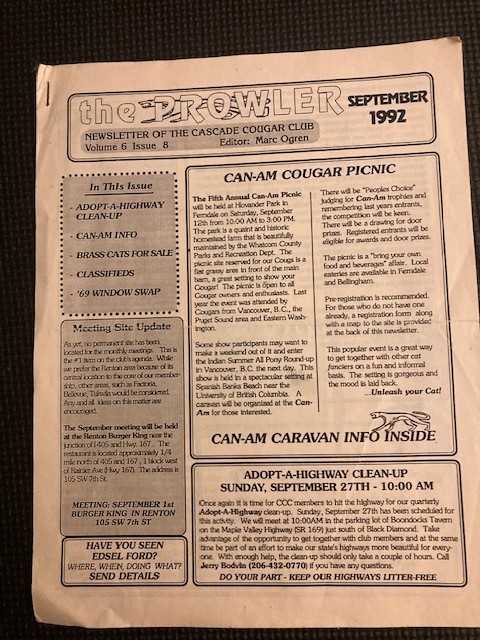 the PROWLER
SEPTEMBER
1992
NEWSLETTER OF THE CASCADE COUGAR CLUB
Volume 6 Issue 8 Editor: Marc Ogren
In This Issue
- ADOPT-A-HIGHWAY
CLEAN-UP
- CAN-AM INFO
- BRASS CATS FOR SALE
- CLASSIFIEDS
- '69 WINDOW SWAP
Meeting Site Update
As yet, no permanent site has been
located for the monthly meetings. This is
the #1 item on the club's agenda. While
we prefer the Renton area because of its
central location to the core of our member-
ship, other areas, such as Factoria,
Bellevue, Tukwila would be considered.
Any and all ideas on this matter are
encouraged.
The September meeting will be held
at the Renton Burger King near the
junction of I-405 and Hwy. 167. The
restaurant is located approximately 1/4
mile north of 405 and 167, 1 block west
of Rainier Ave (Hwy. 167). The address is
105 SW 7th St.
MEETING: SEPTEMBER 1st
BURGER KING IN RENTON
105 SW 7th ST
HAVE YOU SEEN
EDSEL FORD?
WHERE, WHEN, DOING WHAT?
SEND DETAILS
CAN-AM COUGAR PICNIC
The Fifth Annual Can-Am Picnic
will be held at Hovander Park in
Ferndale on Saturday, September
12th from 10:00 AM to 3:00 PM.
The park is a quaint and historic
homestead farm that is beautifully
maintained by the Whatcom County
Parks and Recreation Dept. The
picnic site reserved for our Cougs is a
flat grassy area in front of the main
barn, a great setting to show your
Cougar! The picnic is open to all
Cougar owners and enthusiasts. Last
year the event was attended by
Cougars from Vancouver, B.C., the
Puget Sound area and Eastern Wash-
ington.
Some show participants may want to
make a weekend out of it and enter
the Indian Summer All Pony Round-up
in Vancouver, B.C. the next day. This
show is held in a spectacular setting at
Spanish Banks Beach near the
University of British Columbia. A
caravan will be organized at the Can-
Am for those interested.
There will be "Peoples Choice"
judging for Can-Am trophies and
remembering last years entrants,
the competition will be keen.
There will be a drawing for door
prizes. Registered entrants will be
eligible for awards and door prizes.
The picnic is a "bring your own
food and beverages" affair. Local
eateries are available in Ferndale
and Bellingham.
Pre-registration is recommended.
For those who do not have one
already, a registration form along
with a map to the site is provided
at the back of this newsletter.
This popular event is a great way
to get together with other cat
fanciers on a fun and informal
basis. The setting is gorgeous and
the mood is laid back.
...Unleash your Cat!
CAN-AM CARAVAN INFO INSIDE
ADOPT-A-HIGHWAY CLEAN-UP
SUNDAY, SEPTEMBER 27TH - 10:00 AM
Once again it is time for CCC members to hit the highway for our quarterly
Adopt-A-Highway clean-up. Sunday, September 27th has been scheduled for
this activity. We will meet at 10:00AM in the parking lot of Boondocks Tavern
on the Maple Valley Highway (SR 169) just south of Black Diamond. Take
advantage of the opportunity to get together with club members and at the same
time be part of an effort to make our state's highways more beautiful for every-
one. With enough help, the clean-up should only take a couple of hours. Call
Jerry Bodvin (206-432-0770) if you have any questions.
DO YOUR PART - KEEP OUR HIGHWAYS LITTER-FREE